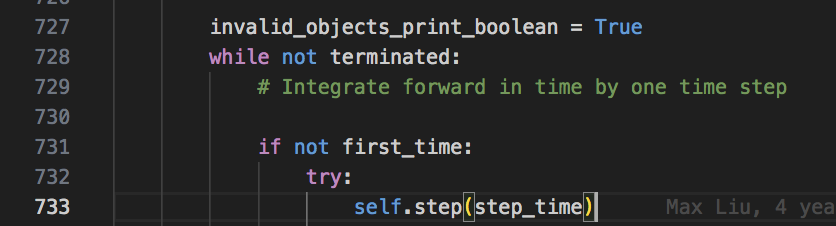 727 invalid_objects_print_boolean = True
728 while not terminated:
729 # Integrate forward in time by one time step
730
731 if not first_time:
732 try:
733 self.step(step_time) Max Liu, 4 yea